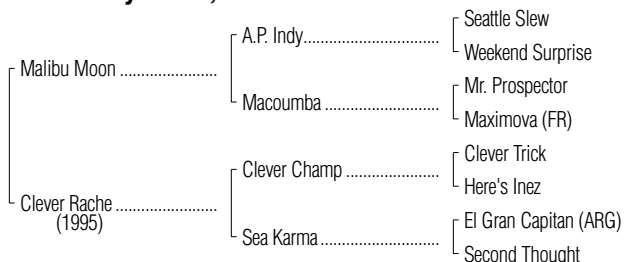 Seattle Slew
A.P. Indy
Weekend Surprise
Malibu Moon
Mr. Prospector
Macoumba
Maximova (FR)
Clever Trick
Clever Champ
Here's Inez
Clever Rache
(1995)
El Gran Capitan (ARG)
Sea Karma
Second Thought